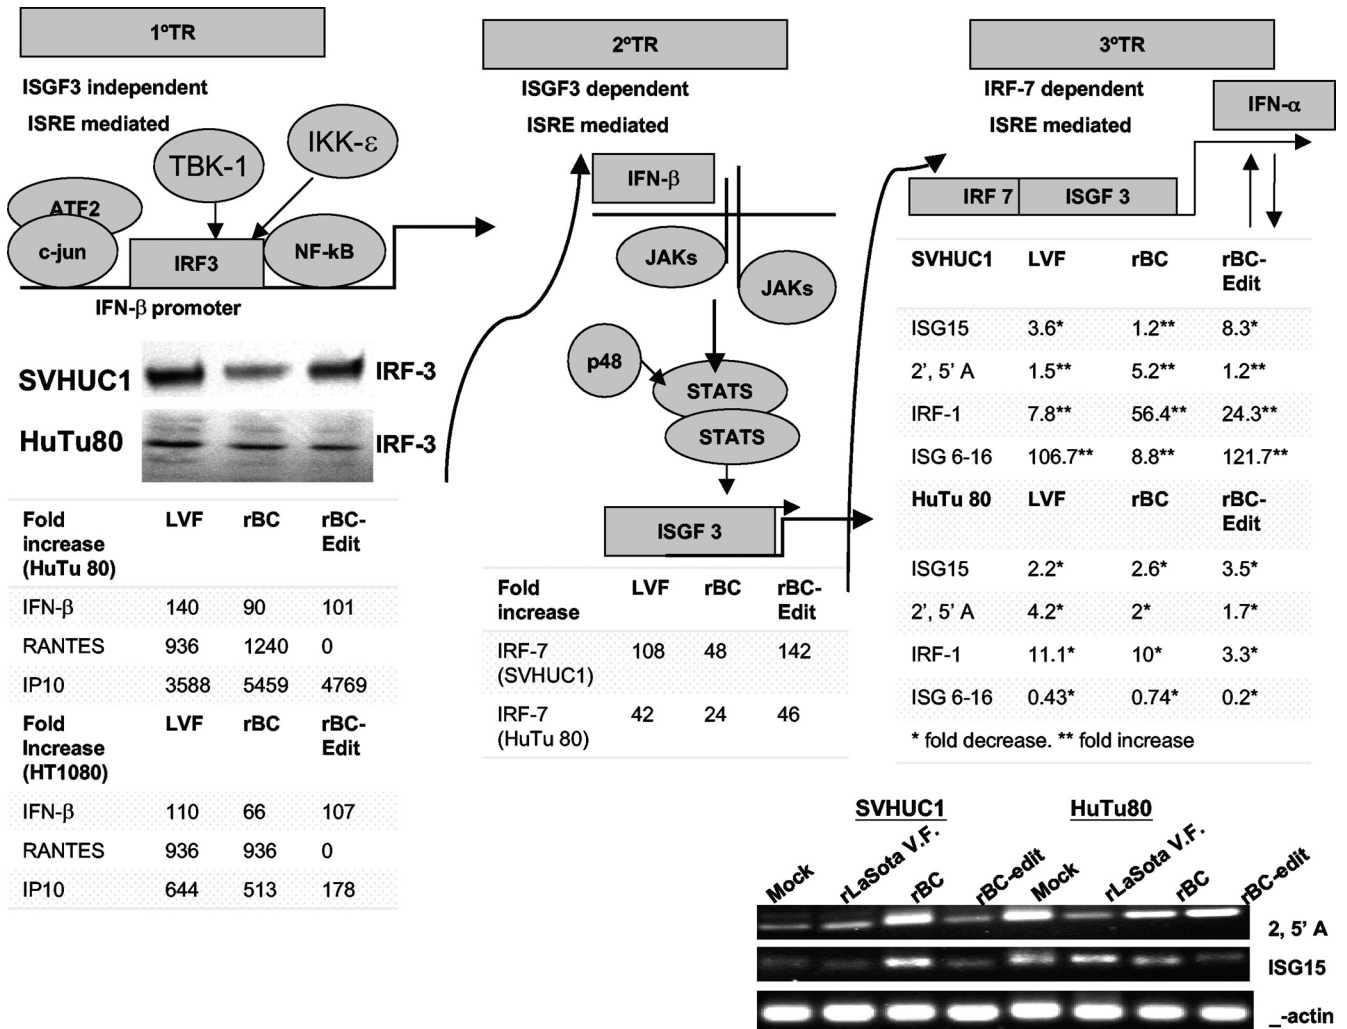 1ºTR
ISGF3 independent
ISRE mediated
TBK-1
IKK-ε
ATF2
c-jun
IRF3
NF-kB
IFN-β promoter
SVHUC1
IRF-3
HuTu80
IRF-3
Fold increase (HuTu 80) LVF rBC rBC-Edit
IFN-β 140 90 101
RANTES 936 1240 0
IP10 3588 5459 4769
Fold Increase (HT1080) LVF rBC rBC-Edit
IFN-β 110 66 107
RANTES 936 936 0
IP10 644 513 178
2ºTR
ISGF3 dependent
ISRE mediated
IFN-β
JAKs
JAKs
p48
STATS
STATS
ISGF 3
Fold increase LVF rBC rBC-Edit
IRF-7 (SVHUC1) 108 48 142
IRF-7 (HuTu 80) 42 24 46
3ºTR
IRF-7 dependent
ISRE mediated
IFN-α
IRF 7 ISGF 3
SVHUC1 LVF rBC rBC-Edit
ISG15 3.6* 1.2** 8.3*
2', 5' A 1.5** 5.2** 1.2**
IRF-1 7.8** 56.4** 24.3**
ISG 6-16 106.7** 8.8** 121.7**
HuTu 80 LVF rBC rBC-Edit
ISG15 2.2* 2.6* 3.5*
2', 5' A 4.2* 2* 1.7*
IRF-1 11.1* 10* 3.3*
ISG 6-16 0.43* 0.74* 0.2*
* fold decrease. ** fold increase
SVHUC1 HuTu80
Mock rLaSota V.F. rBC rBC-edit Mock rLaSota V.F. rBC rBC-edit
2, 5' A
ISG15
_-actin